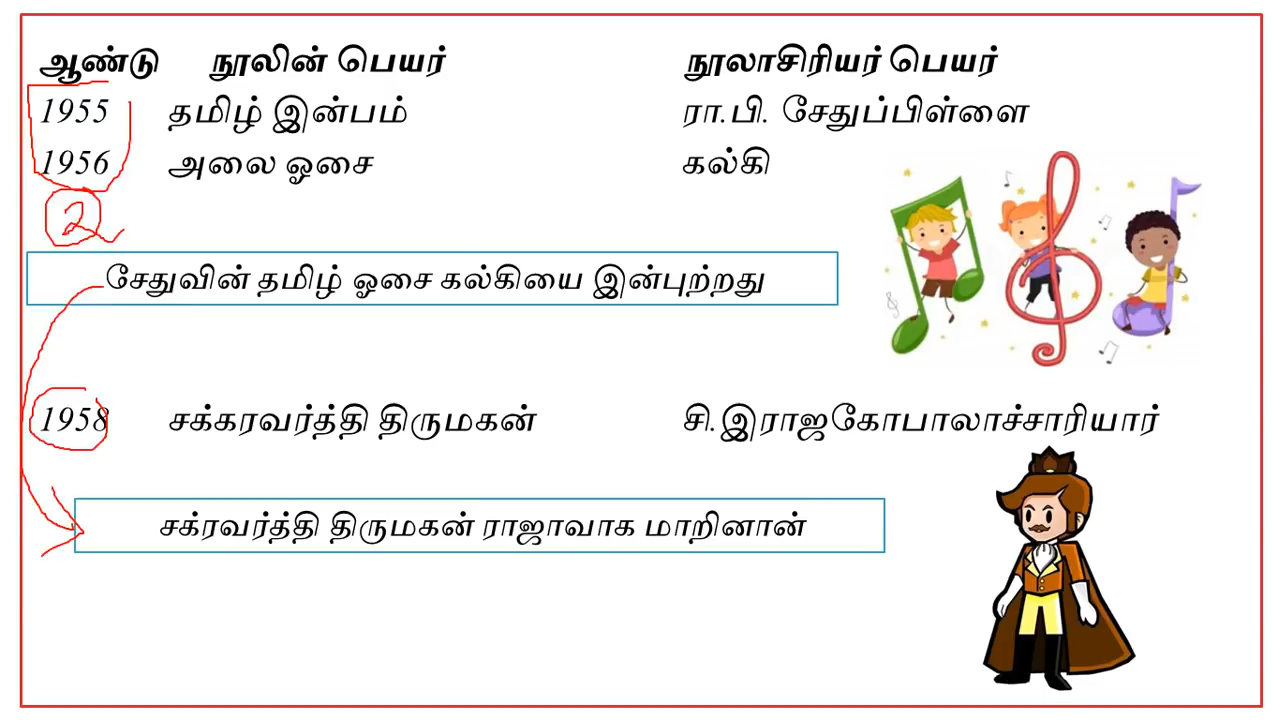 ஆண்டு நூலின் பெயர் நூலாசிரியர் பெயர்
1955 தமிழ் இன்பம் ரா.பி. சேதுப்பிள்ளை
1956 அலை ஓசை கல்கி
2
சேதுவின் தமிழ் ஓசை கல்கியை இன்புற்றது
1958 சக்கரவர்த்தி திருமகன் சி.இராஜகோபாலாச்சாரியார்
சக்ரவர்த்தி திருமகன் ராஜாவாக மாறினான்